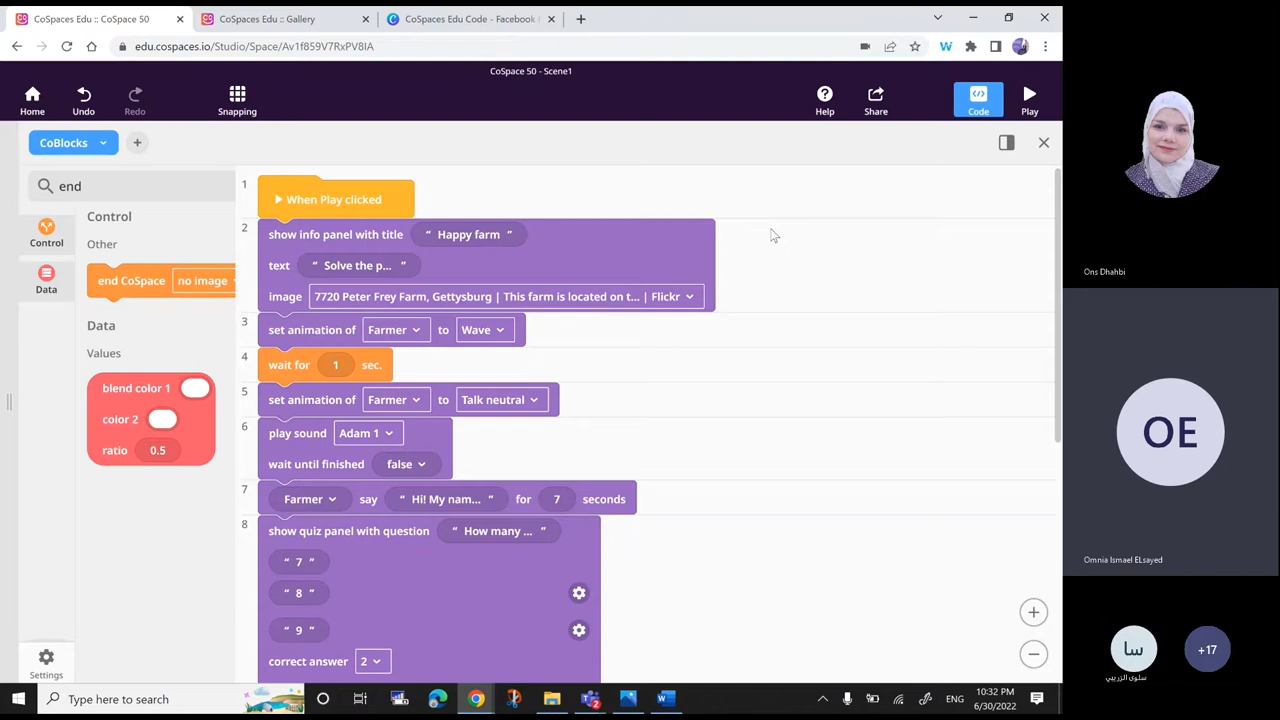 CoSpaces Edu :: CoSpace 50
CoSpaces Edu :: Gallery
CoSpaces Edu Code - Facebook
edu.cospaces.io/Studio/Space/Av1f859V7RxPV8IA
W
CoSpace 50 - Scene1
Home
Undo
Redo
Snapping
Help
Share
Code
Play
CoBlocks
end
Control
Other
Control
Data
end CoSpace no image
Data
Values
blend color 1
color 2
ratio 0.5
Settings
1 When Play clicked
2 show info panel with title “ Happy farm ”
text “ Solve the p... ”
image 7720 Peter Frey Farm, Gettysburg | This farm is located on t... | Flickr
3 set animation of Farmer to Wave
4 wait for 1 sec.
5 set animation of Farmer to Talk neutral
6 play sound Adam 1
wait until finished false
7 Farmer say “ Hi! My nam... ” for 7 seconds
8 show quiz panel with question “ How many ... ”
“ 7 ”
“ 8 ”
“ 9 ”
correct answer 2
Type here to search
ENG
10:32 PM
6/30/2022
Ons Dhahbi
OE
Omnia Ismael ELsayed
سا
+17
سلوى الزريبي